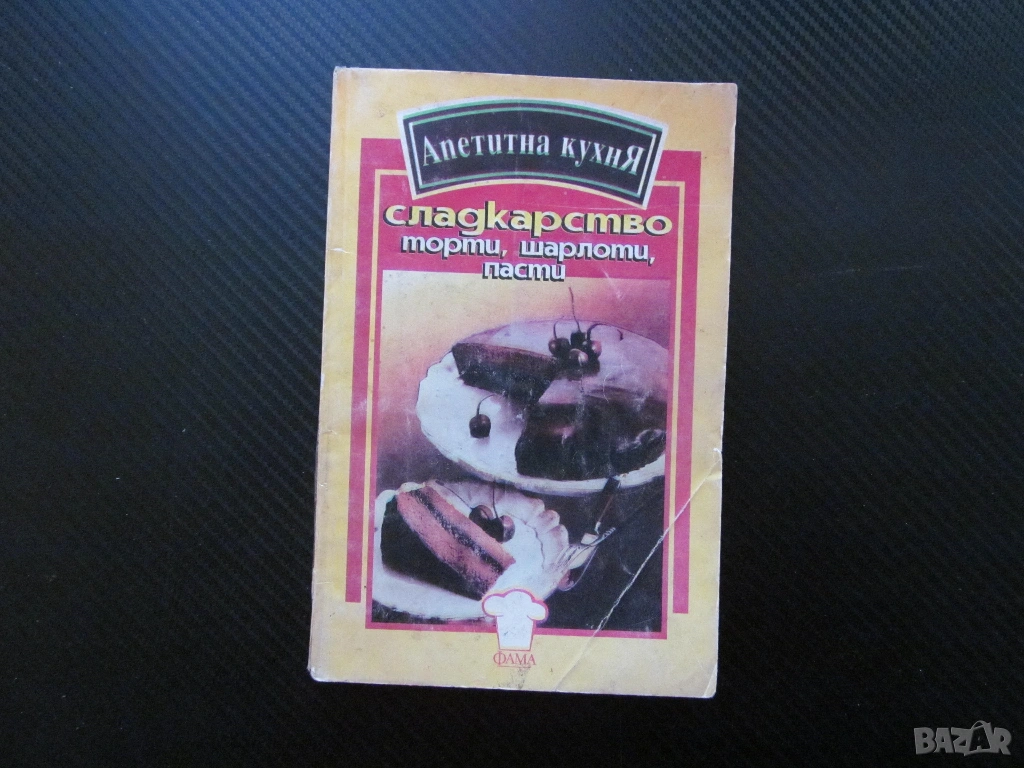 Апетитна кухня
сладкарство
торти, шарлоти,
пасти
ФАМА
BAZAR